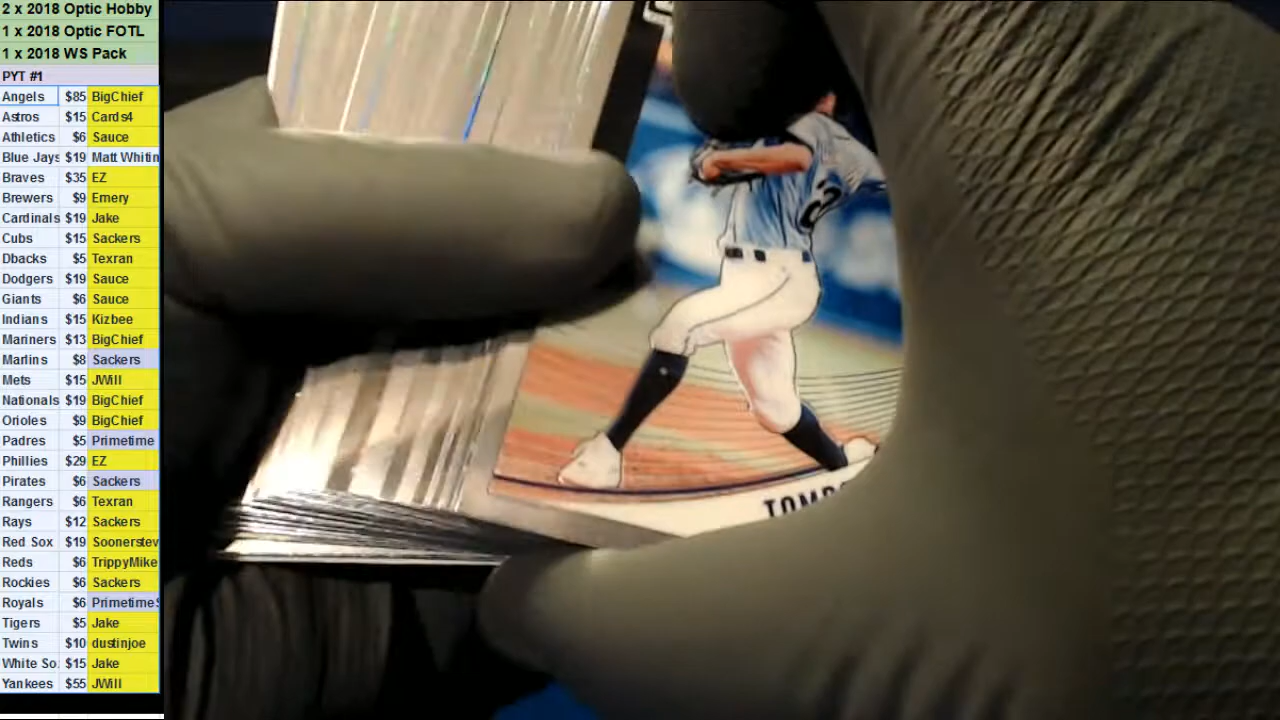 2 x 2018 Optic Hobby
1 x 2018 Optic FOTL
1 x 2018 WS Pack
PYT #1
Angels $85 BigChief
Astros $15 Cards4
Athletics $6 Sauce
Blue Jays $19 Matt Whitin
Braves $35 EZ
Brewers $9 Emery
Cardinals $19 Jake
Cubs $15 Sackers
Dbacks $5 Texran
Dodgers $19 Sauce
Giants $6 Sauce
Indians $15 Kizbee
Mariners $13 BigChief
Marlins $8 Sackers
Mets $15 JWill
Nationals $19 BigChief
Orioles $9 BigChief
Padres $5 Primetime
Phillies $29 EZ
Pirates $6 Sackers
Rangers $6 Texran
Rays $12 Sackers
Red Sox $19 Soonerstev
Reds $6 TrippyMike
Rockies $6 Sackers
Royals $6 PrimetimeS
Tigers $5 Jake
Twins $10 dustinjoe
White So. $15 Jake
Yankees $55 JWill